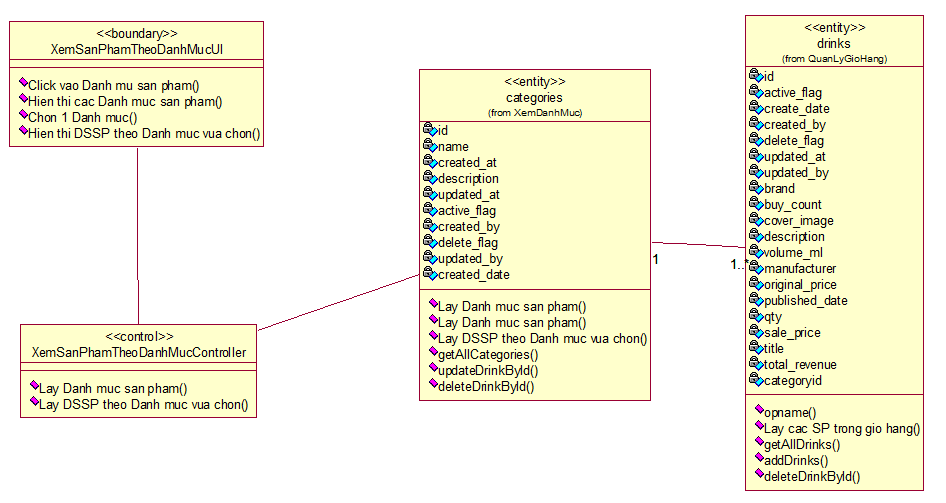 <<boundary>>
XemSanPhamTheoDanhMucUI
Click vao Danh mu san pham()
Hien thi cac Danh muc san pham()
Chon 1 Danh muc()
Hien thi DSSP theo Danh muc vua chon()
<<control>>
XemSanPhamTheoDanhMucController
Lay Danh muc san pham()
Lay DSSP theo Danh muc vua chon()
<<entity>>
categories
(from XemDanhMuc)
id
name
created_at
description
updated_at
active_flag
created_by
delete_flag
updated_by
created_date
Lay Danh muc san pham()
Lay Danh muc san pham()
Lay DSSP theo Danh muc vua chon()
getAllCategories()
updateDrinkById()
deleteDrinkById()
1
1..*
<<entity>>
drinks
(from QuanLyGioHang)
id
active_flag
create_date
created_by
delete_flag
updated_at
updated_by
brand
buy_count
cover_image
description
volume_ml
manufacturer
original_price
published_date
qty
sale_price
title
total_revenue
categoryid
opname()
Lay cac SP trong gio hang()
getAllDrinks()
addDrinks()
deleteDrinkById()